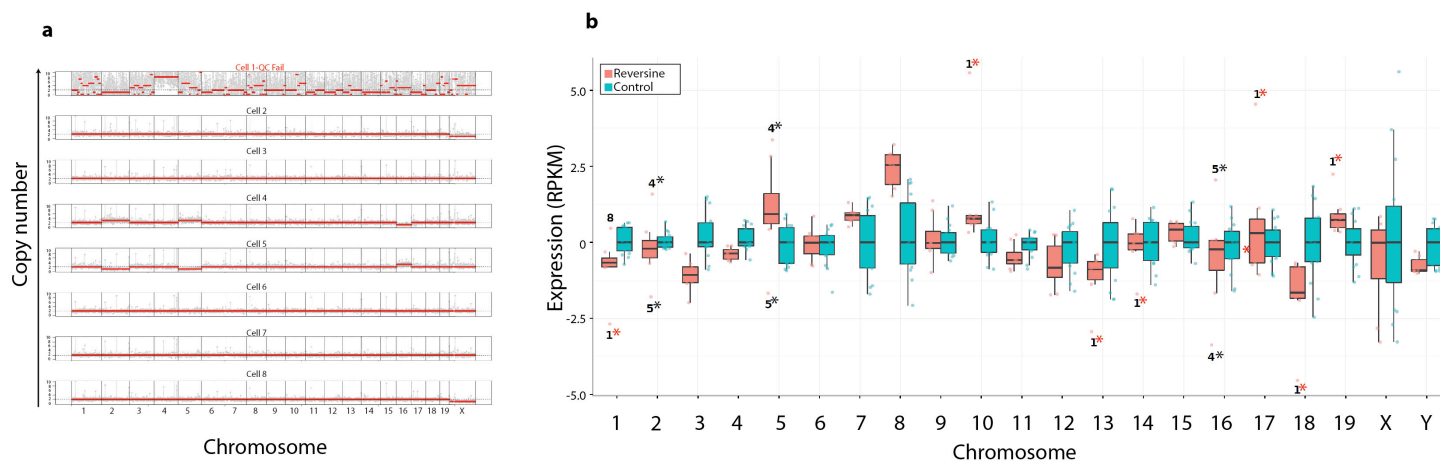 a
Copy number
Cell 1-QC Fail
Cell 2
Cell 3
Cell 4
Cell 5
Cell 6
Cell 7
Cell 8
1 2 3 4 5 6 7 8 9 10 11 12 13 14 15 16 17 18 19 X
Chromosome
b
Expression (RPKM)
Reversine
Control
5.0
2.5
0
-2.5
-5.0
8
1*
4*
5*
4*
5*
1*
1*
1*
5*
4*
*
1*
1*
1*
1 2 3 4 5 6 7 8 9 10 11 12 13 14 15 16 17 18 19 X Y
Chromosome